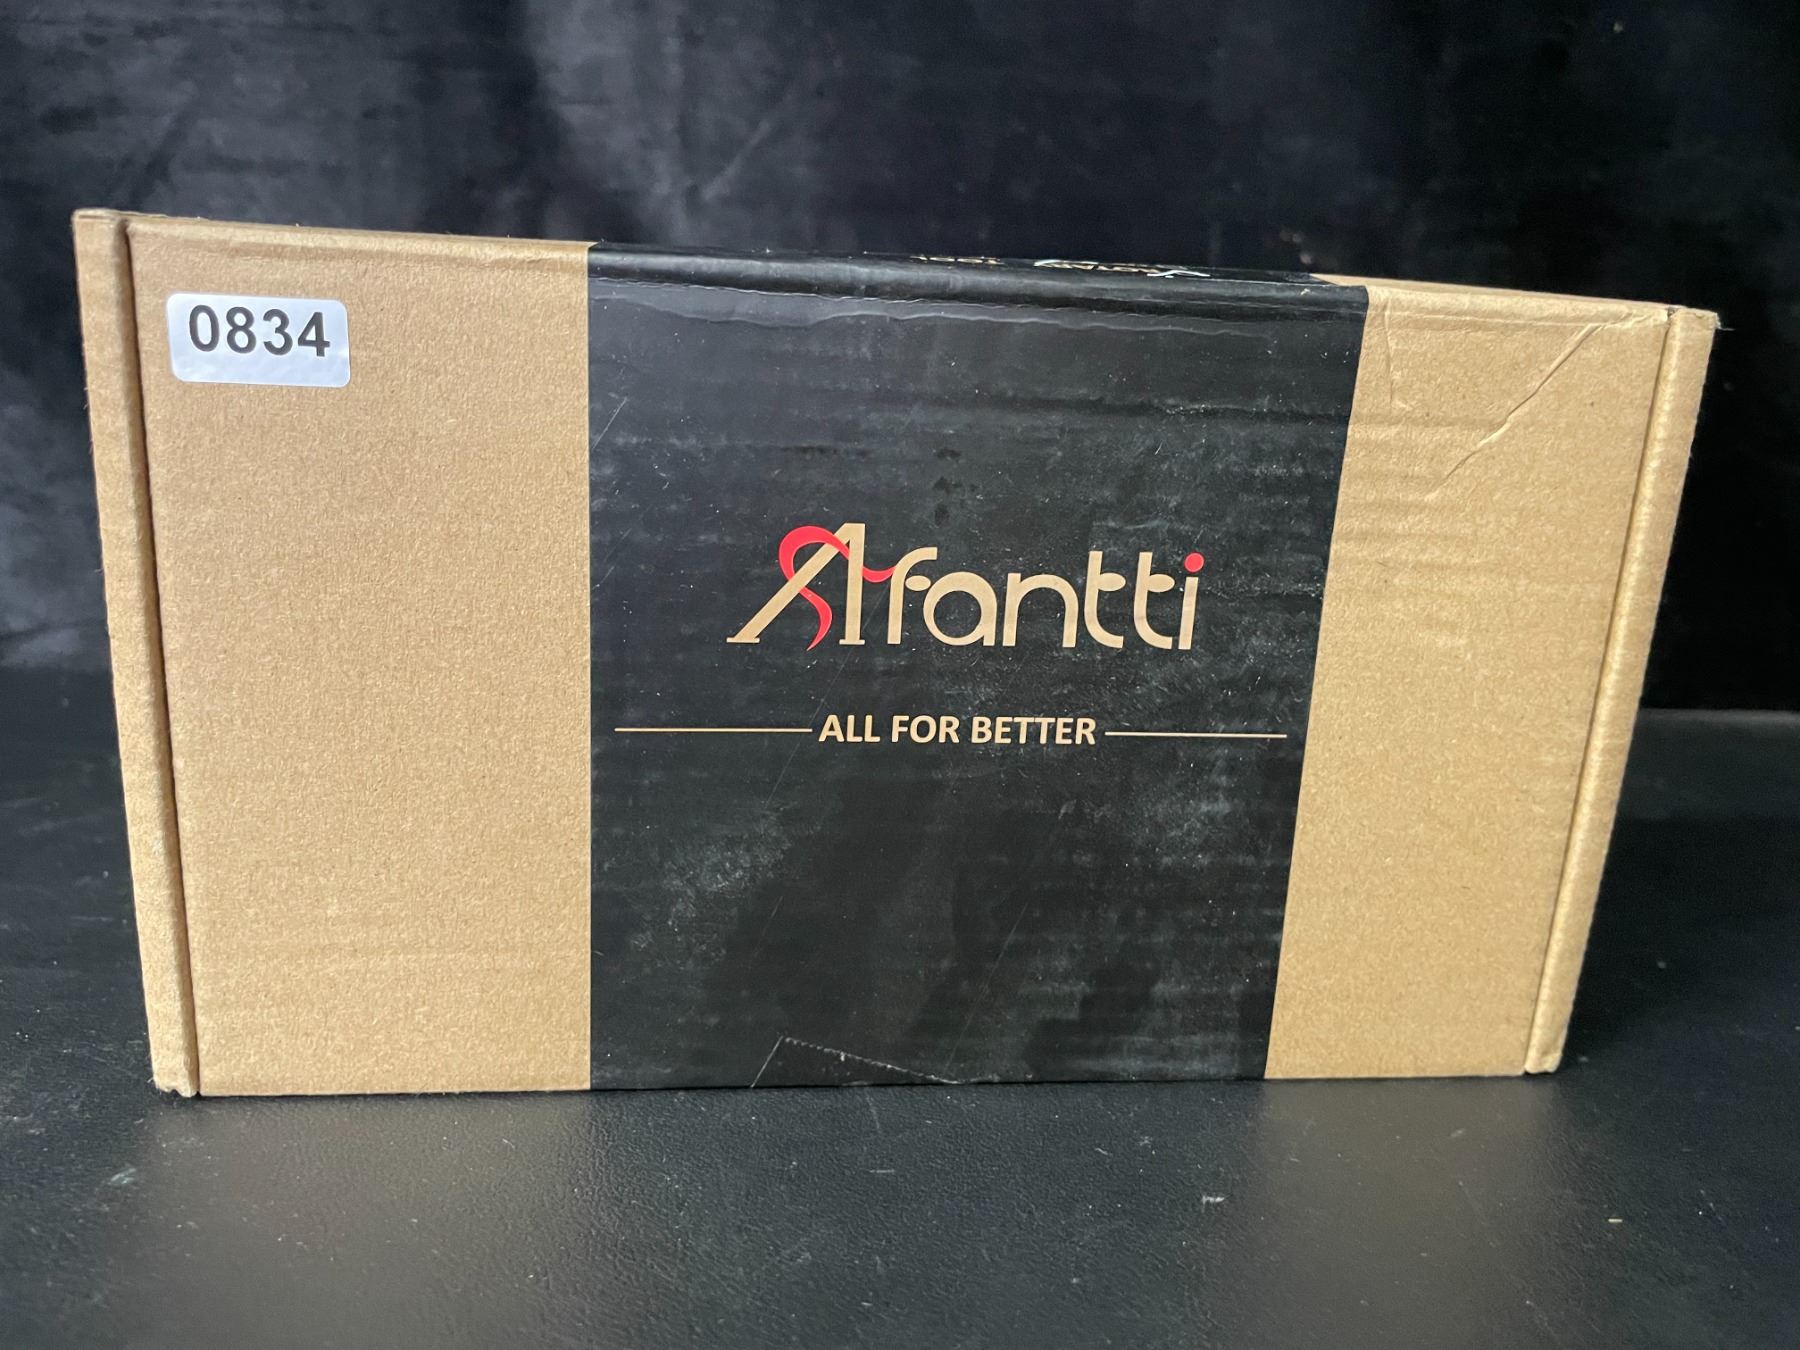 0834
Afantti
ALL FOR BETTER